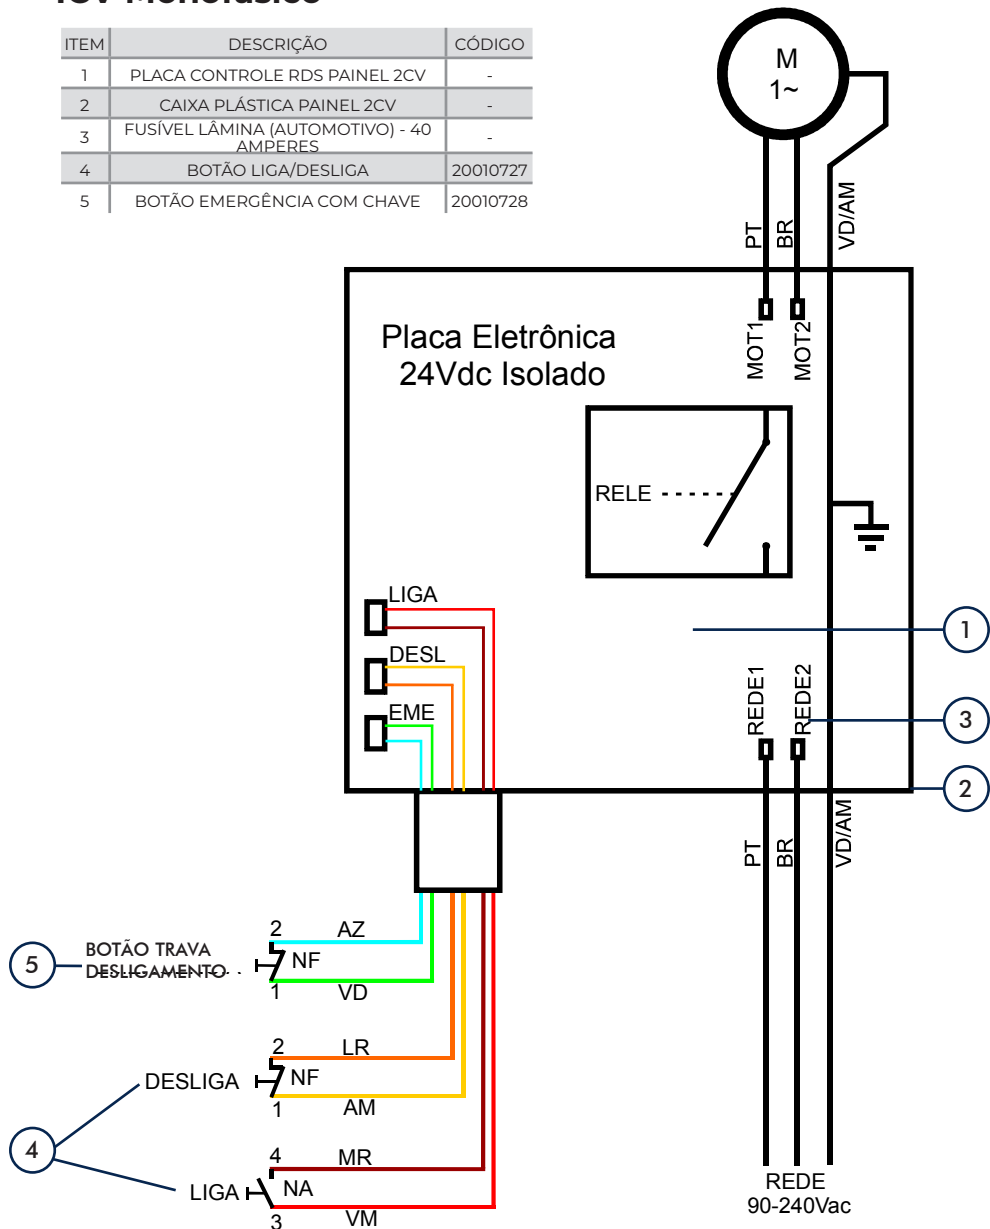 ITEM DESCRIÇÃO CÓDIGO
1 PLACA CONTROLE RDS PAINEL 2CV -
2 CAIXA PLÁSTICA PAINEL 2CV -
3 FUSÍVEL LÂMINA (AUTOMOTIVO) - 40 AMPERES -
4 BOTÃO LIGA/DESLIGA 20010727
5 BOTÃO EMERGÊNCIA COM CHAVE 20010728
M
1~
PT
BR
VD/AM
Placa Eletrônica
24Vdc Isolado
MOT1
MOT2
RELE
LIGA
DESL
EME
REDE1
REDE2
1
3
2
PT
BR
VD/AM
5
BOTÃO TRAVA
DESLIGAMENTO
2
AZ
NF
1
VD
4
DESLIGA
2
LR
NF
1
AM
LIGA
4
MR
NA
3
VM
REDE
90-240Vac